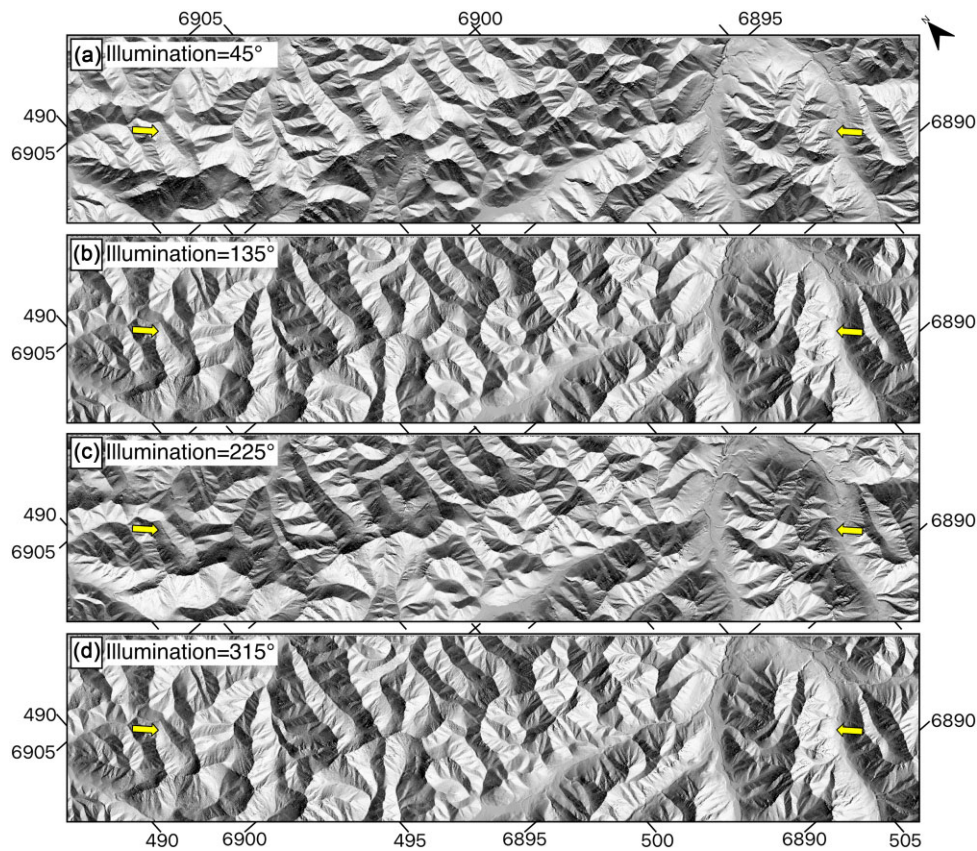 6905 6900 6895
N
(a) Illumination=45°
490
6905
6890
(b) Illumination=135°
490
6905
6890
(c) Illumination=225°
490
6905
6890
(d) Illumination=315°
490
6905
6890
490 6900 495 6895 500 6890 505